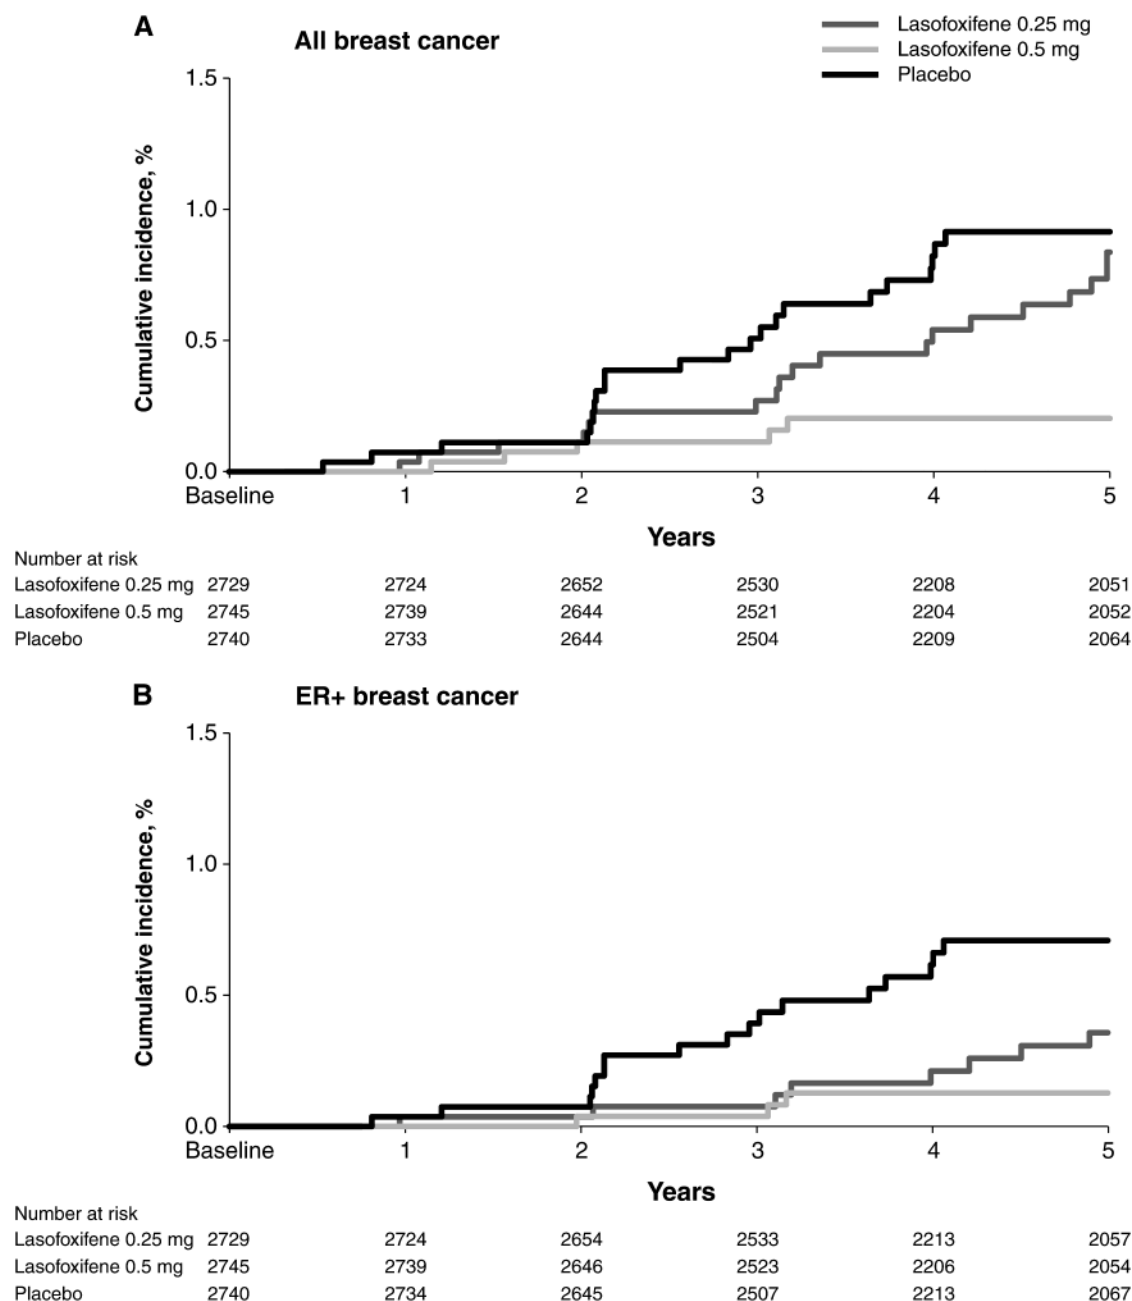 A
All breast cancer
Lasofoxifene 0.25 mg
Lasofoxifene 0.5 mg
Placebo
Cumulative incidence, %
1.5
1.0
0.5
0.0
Baseline 1 2 3 4 5
Years
Number at risk
Lasofoxifene 0.25 mg 2729 2724 2652 2530 2208 2051
Lasofoxifene 0.5 mg 2745 2739 2644 2521 2204 2052
Placebo 2740 2733 2644 2504 2209 2064
B
ER+ breast cancer
Cumulative incidence, %
1.5
1.0
0.5
0.0
Baseline 1 2 3 4 5
Years
Number at risk
Lasofoxifene 0.25 mg 2729 2724 2654 2533 2213 2057
Lasofoxifene 0.5 mg 2745 2739 2646 2523 2206 2054
Placebo 2740 2734 2645 2507 2213 2067